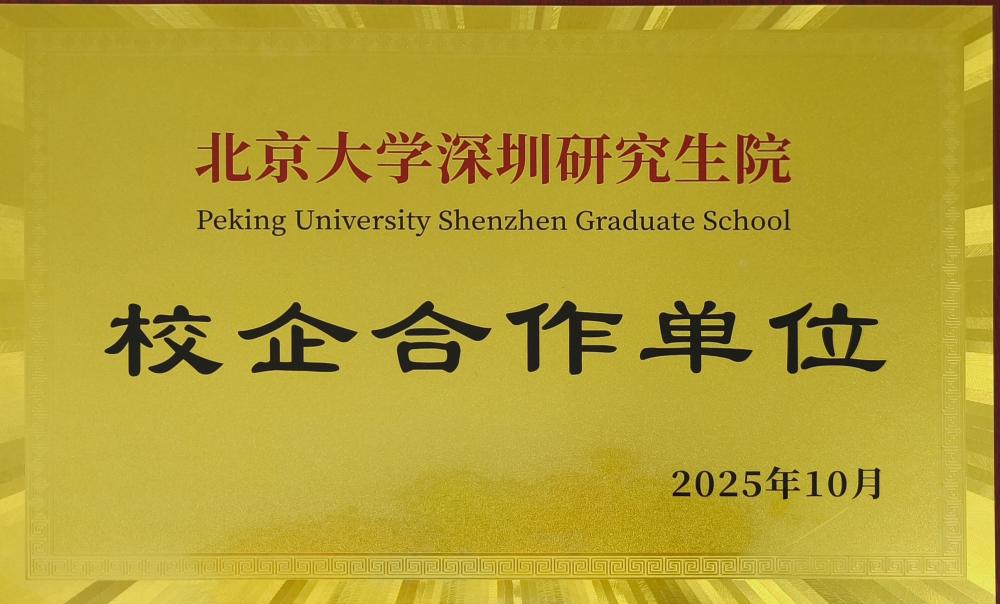 北京大学深圳研究生院
Peking University Shenzhen Graduate School
校企合作单位
2025年10月